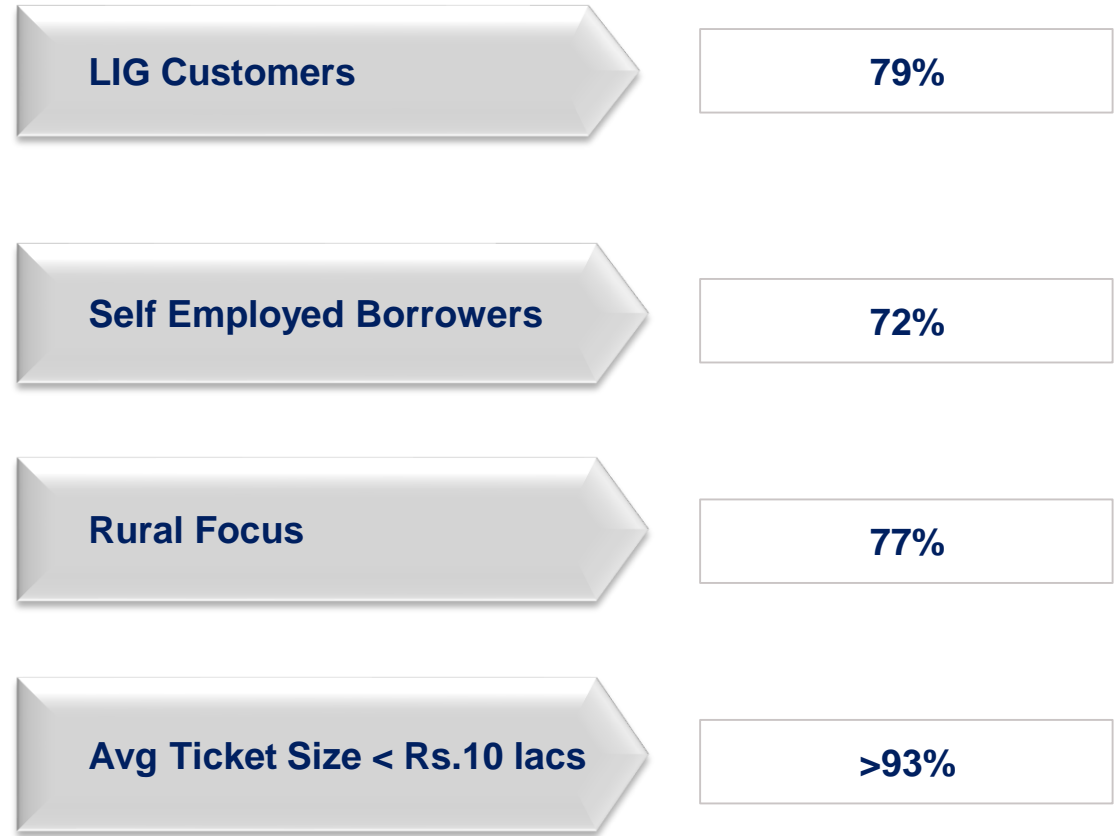 LIG Customers
79%
Self Employed Borrowers
72%
Rural Focus
77%
Avg Ticket Size < Rs.10 lacs
>93%